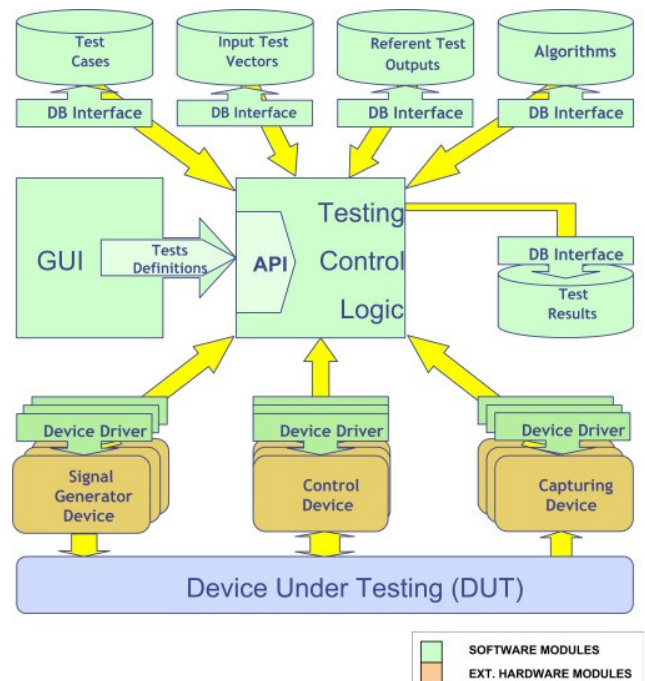 Test
Cases
Input Test
Vectors
Referent Test
Outputs
Algorithms
DB Interface
DB Interface
DB Interface
DB Interface
GUI
Tests
Definitions
API
Testing
Control
Logic
DB Interface
Test
Results
Device Driver
Device Driver
Device Driver
Signal
Generator
Device
Control
Device
Capturing
Device
Device Under Testing (DUT)
SOFTWARE MODULES
EXT. HARDWARE MODULES